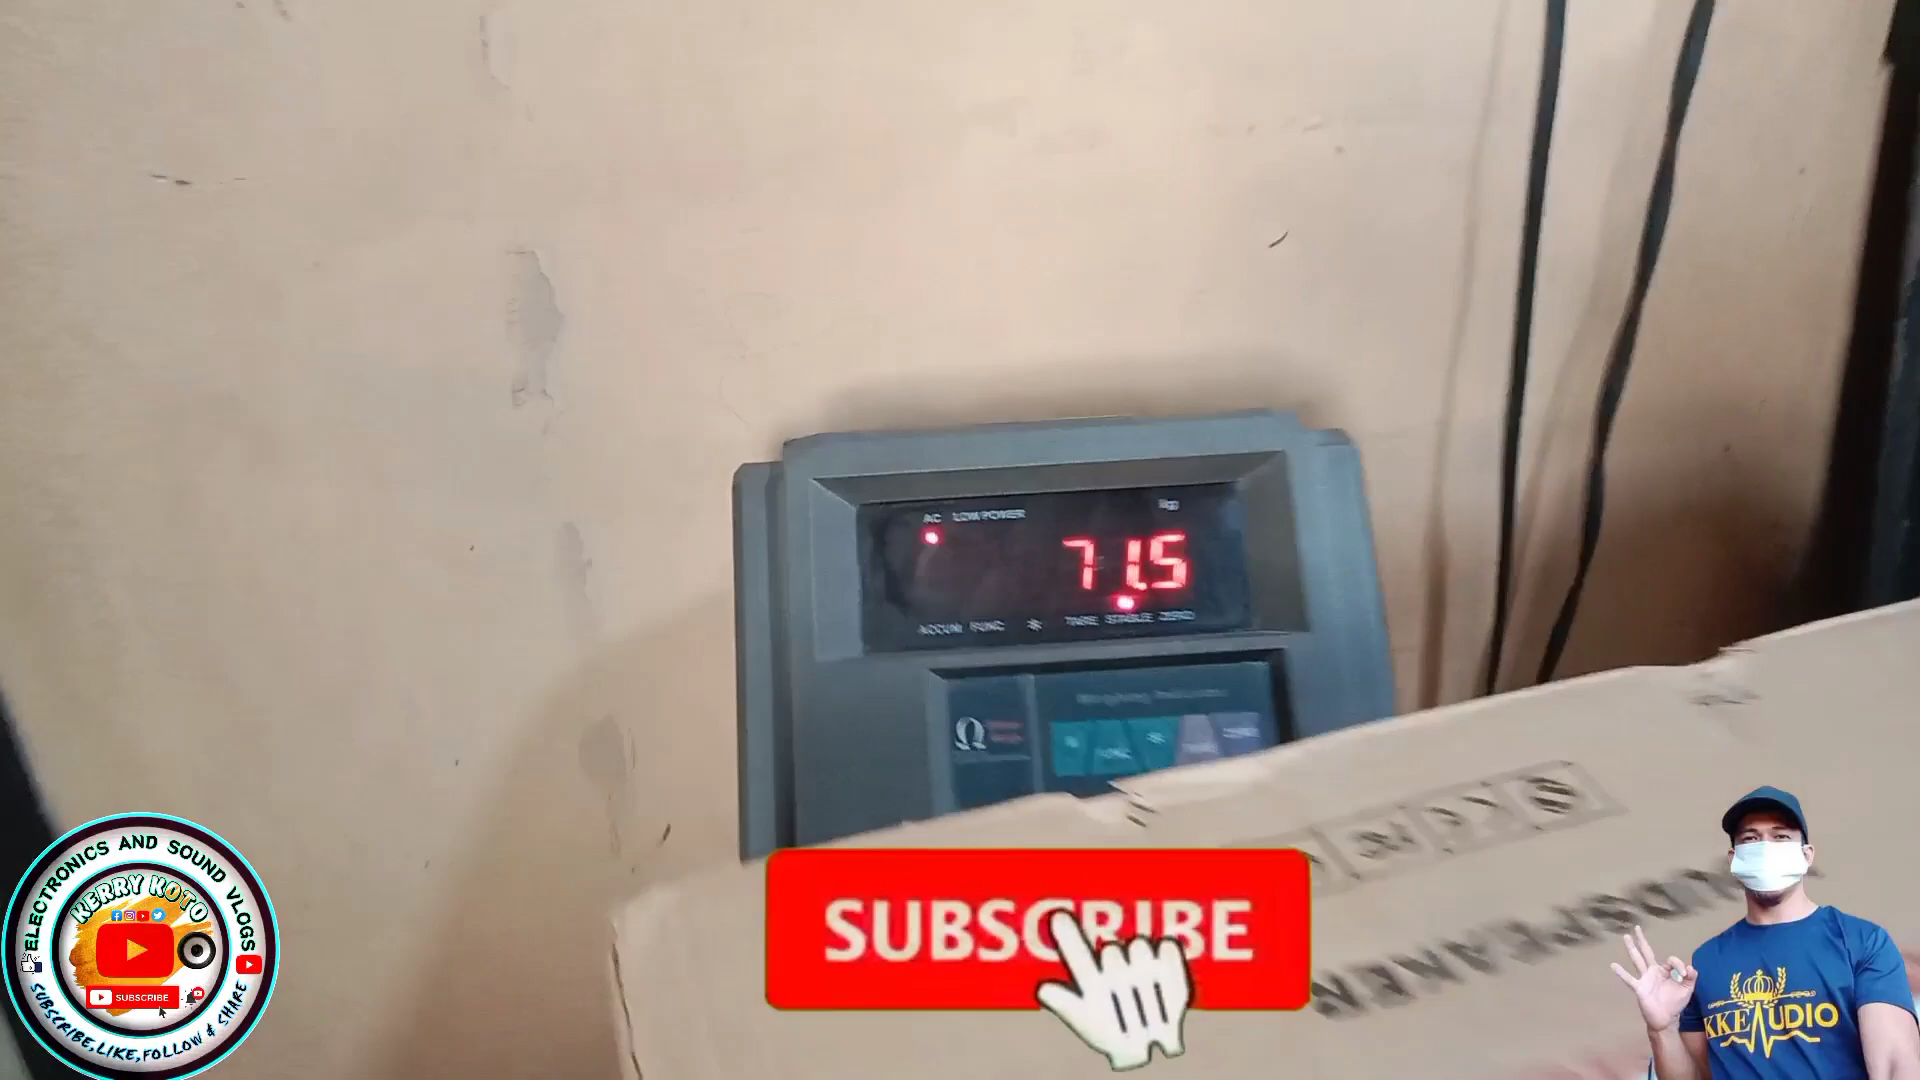 AC LOW POWER kg
71.5
ACCUM FUNC * TARE STABLE ZERO
LOUDSPEAKER
SUBSCRIBE
ELECTRONICS AND SOUND VLOGS
KERRY KOTO
SUBSCRIBE
SUBSCRIBE,LIKE,FOLLOW & SHARE
KKE AUDIO